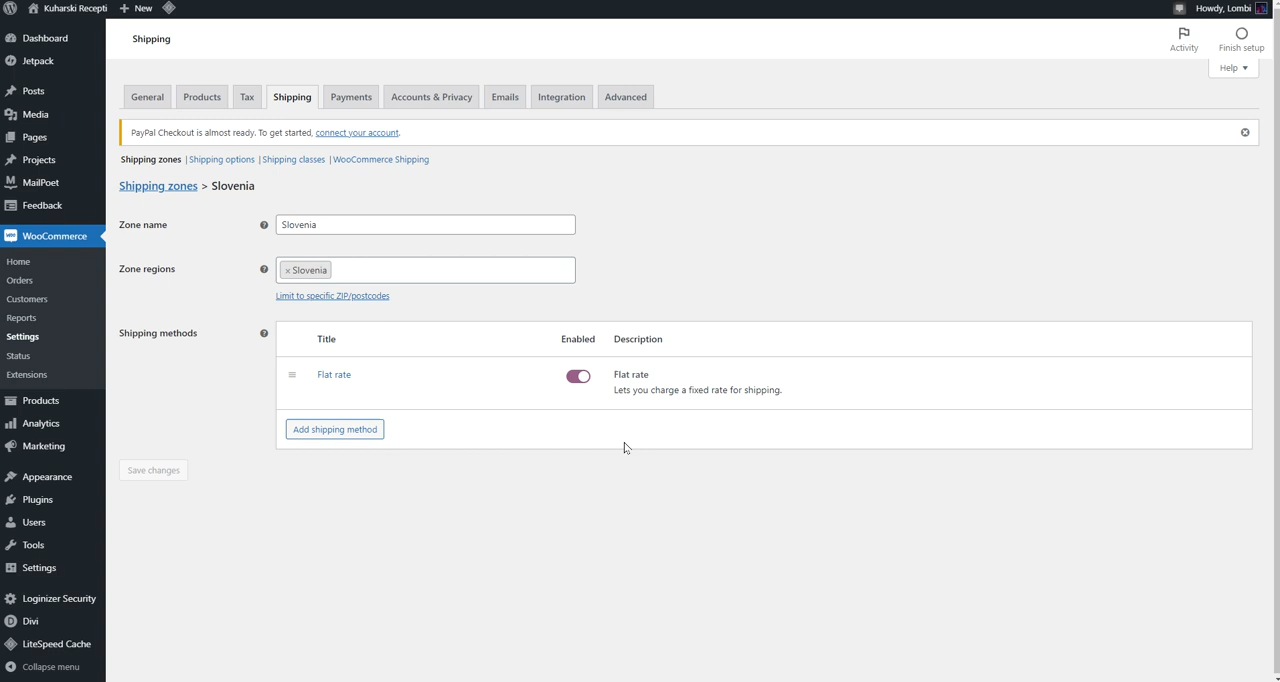 Kuharski Recepti
New
Howdy, Lombi
Dashboard
Jetpack
Posts
Media
Pages
Projects
MailPoet
Feedback
WooCommerce
Home
Orders
Customers
Reports
Settings
Status
Extensions
Products
Analytics
Marketing
Appearance
Plugins
Users
Tools
Settings
Loginizer Security
Divi
LiteSpeed Cache
Collapse menu
Shipping
Activity
Finish setup
Help
General Products Tax Shipping Payments Accounts & Privacy Emails Integration Advanced
PayPal Checkout is almost ready. To get started, connect your account.
Shipping zones | Shipping options | Shipping classes | WooCommerce Shipping
Shipping zones > Slovenia
Zone name ? Slovenia
Zone regions ? × Slovenia
Limit to specific ZIP/postcodes
Shipping methods ? Title Enabled Description
Flat rate Flat rate
Lets you charge a fixed rate for shipping.
Add shipping method
Save changes